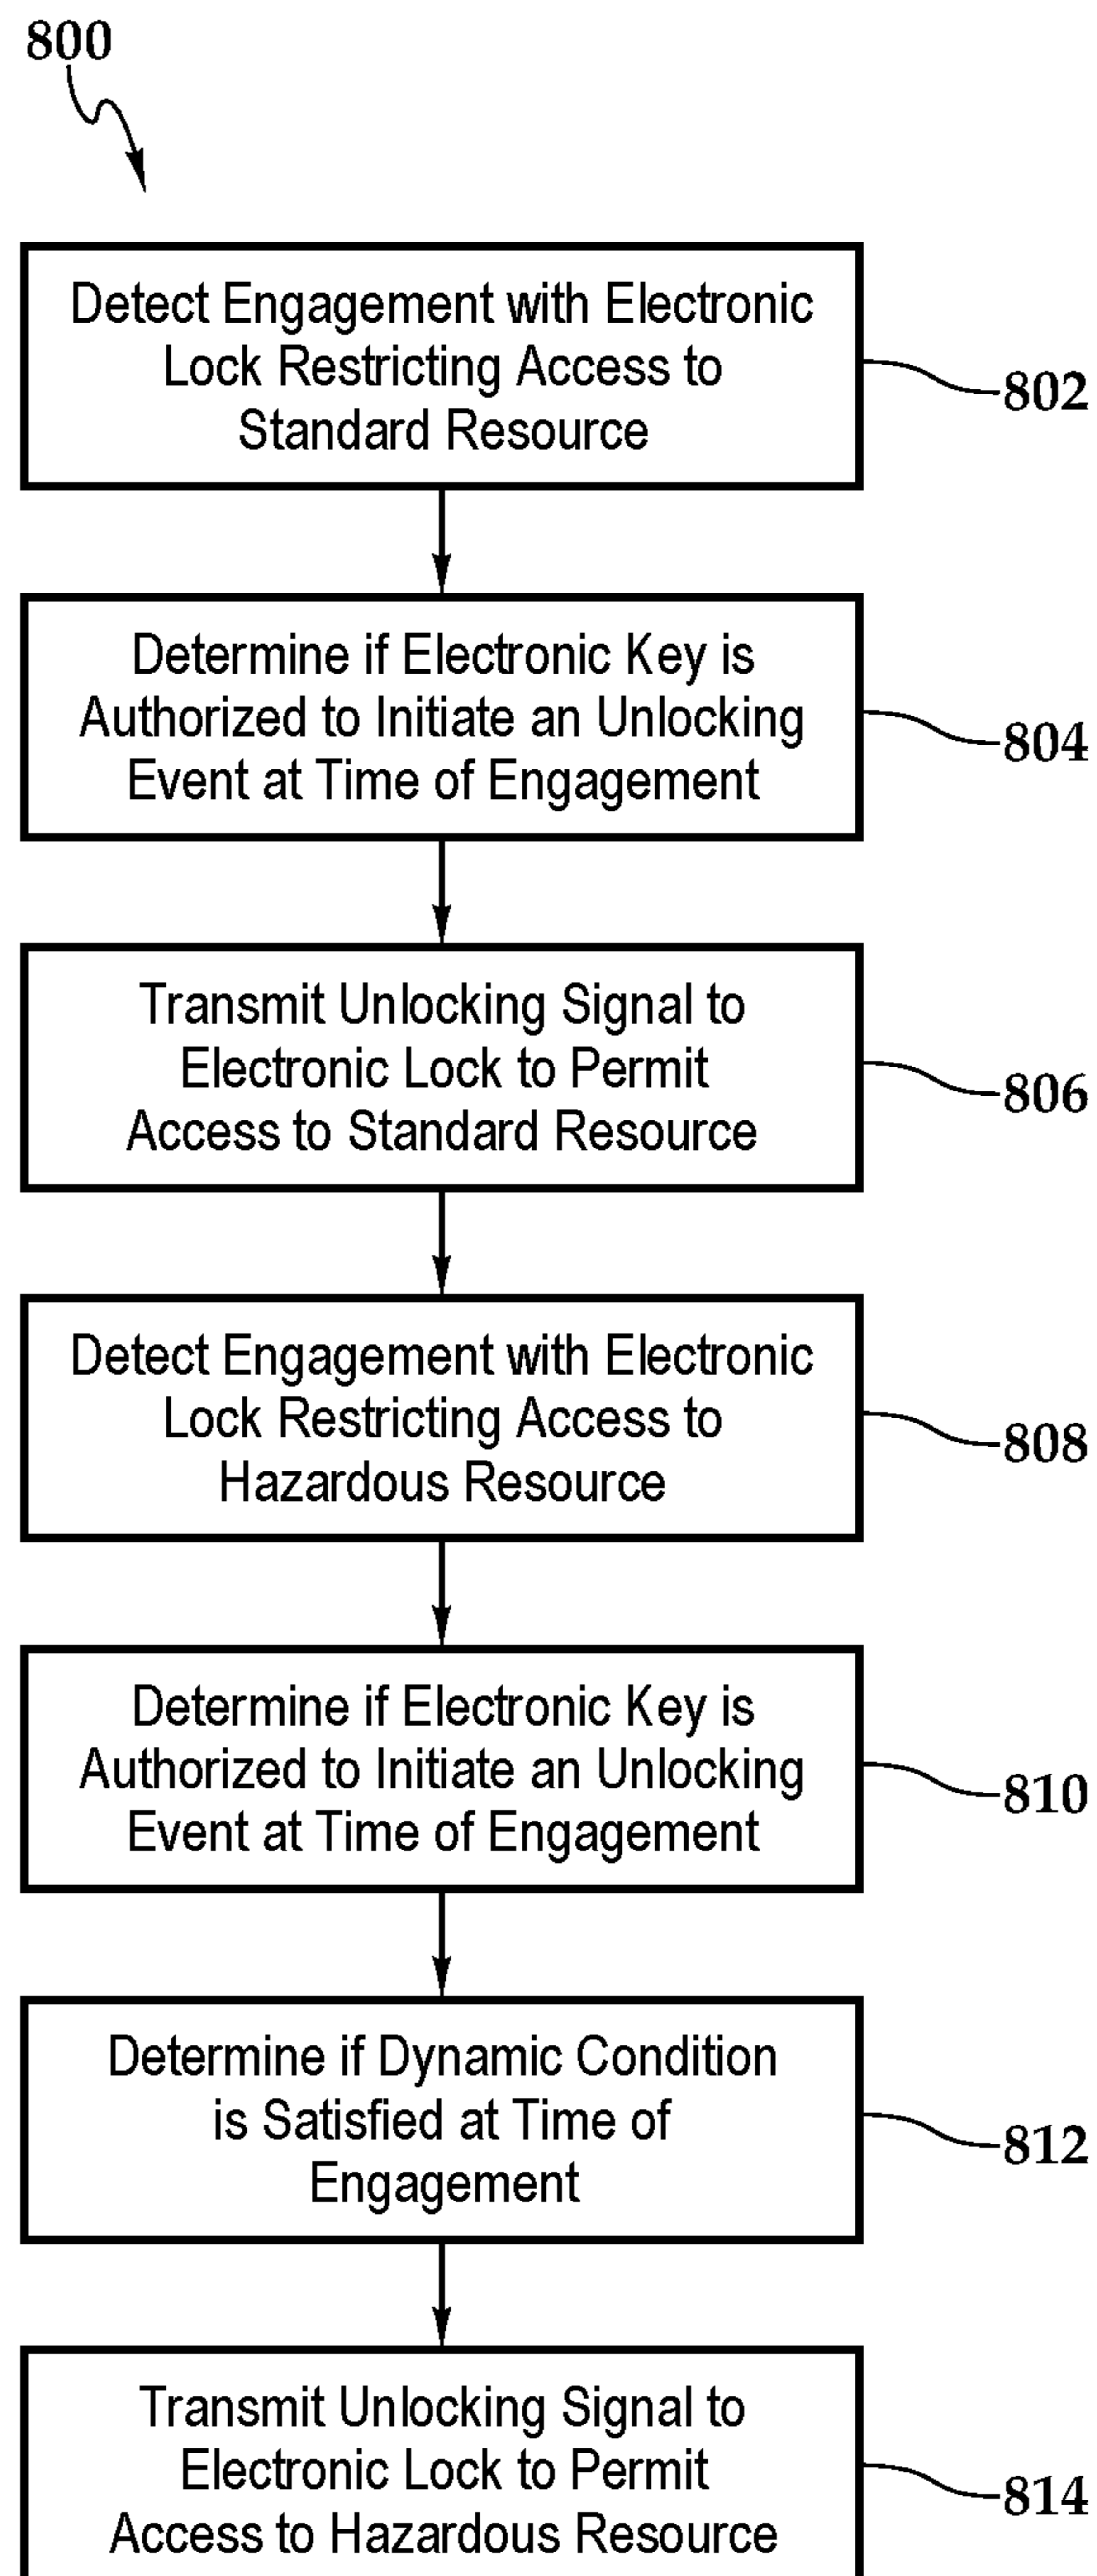 800
Detect Engagement with Electronic
Lock Restricting Access to
Standard Resource
802
Determine if Electronic Key is
Authorized to Initiate an Unlocking
Event at Time of Engagement
804
Transmit Unlocking Signal to
Electronic Lock to Permit
Access to Standard Resource
806
Detect Engagement with Electronic
Lock Restricting Access to
Hazardous Resource
808
Determine if Electronic Key is
Authorized to Initiate an Unlocking
Event at Time of Engagement
810
Determine if Dynamic Condition
is Satisfied at Time of
Engagement
812
Transmit Unlocking Signal to
Electronic Lock to Permit
Access to Hazardous Resource
814